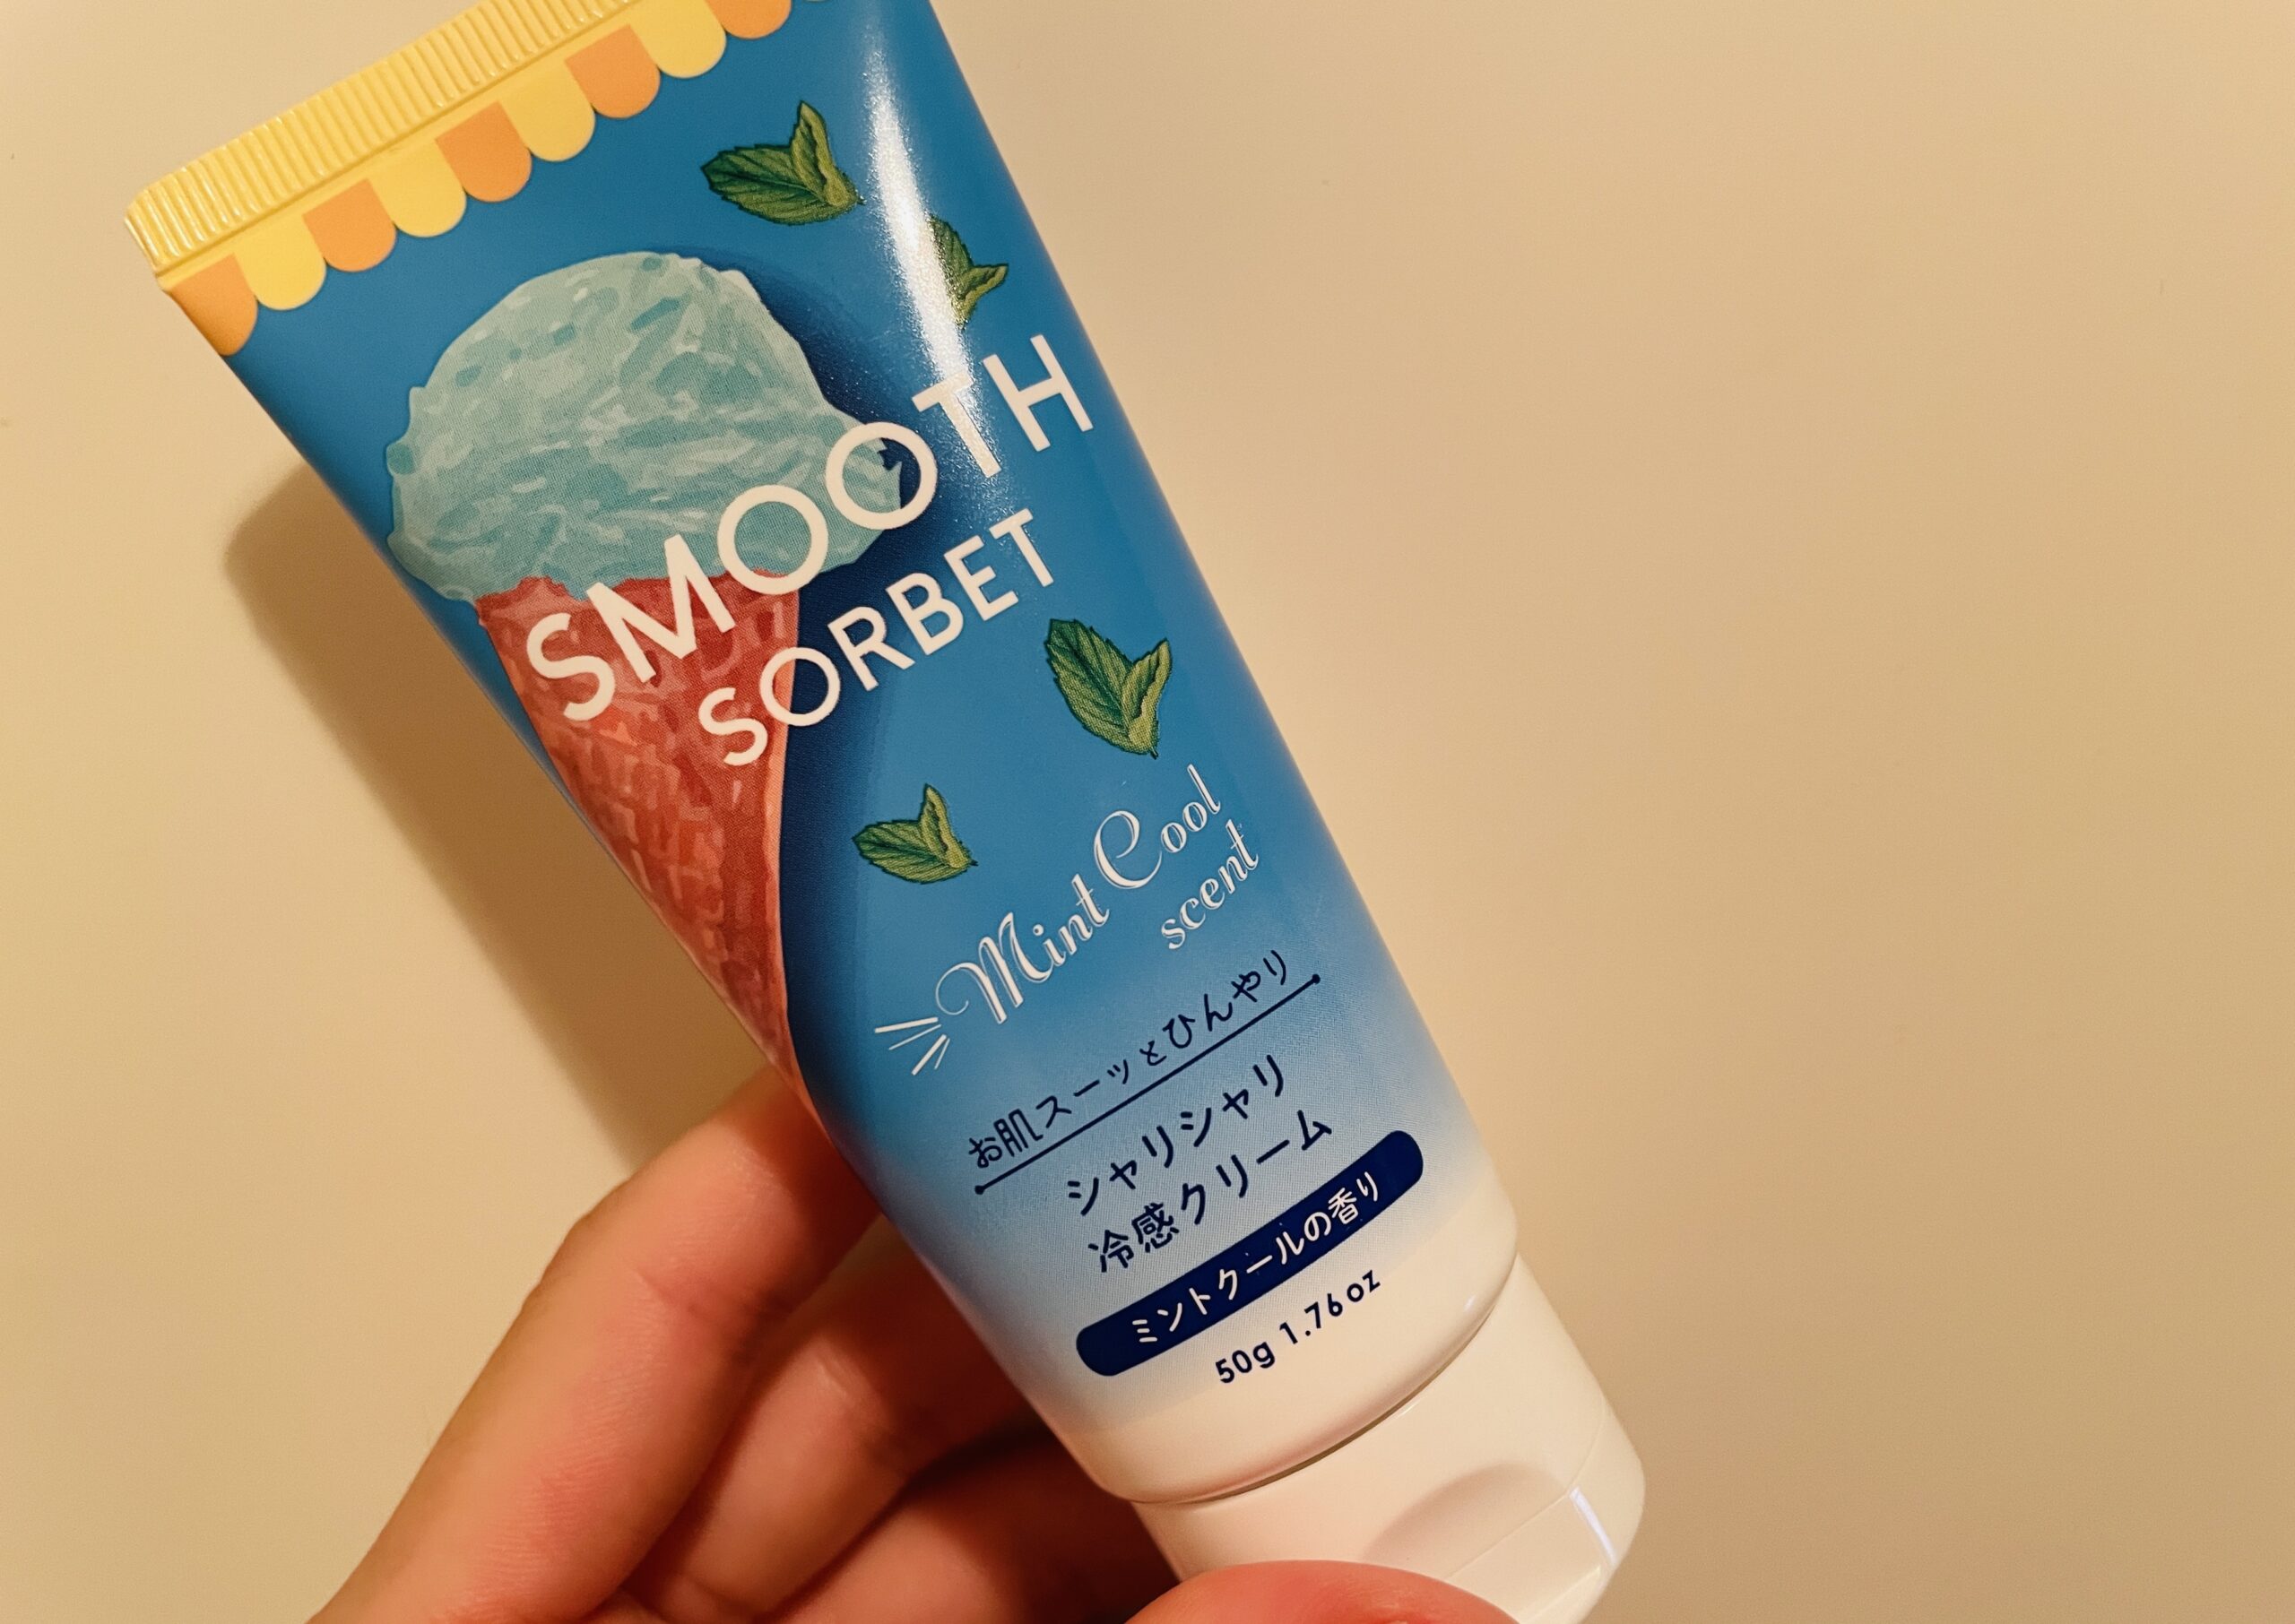 SMOOTH
SORBET
Mint Cool
scent
お肌スーッとひんやり
シャリシャリ
冷感クリーム
ミントクールの香り
50g 1.76oz